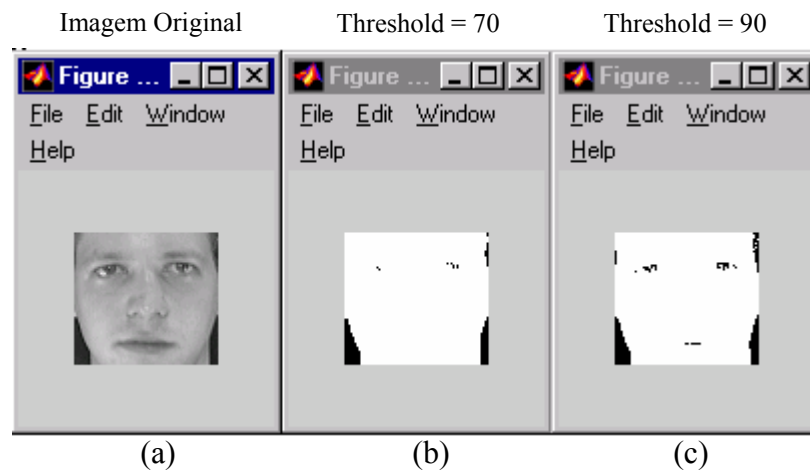 Imagem Original
Threshold = 70
Threshold = 90
Figure ...
File Edit Window
Help
Figure ...
File Edit Window
Help
Figure ...
File Edit Window
Help
(a)
(b)
(c)